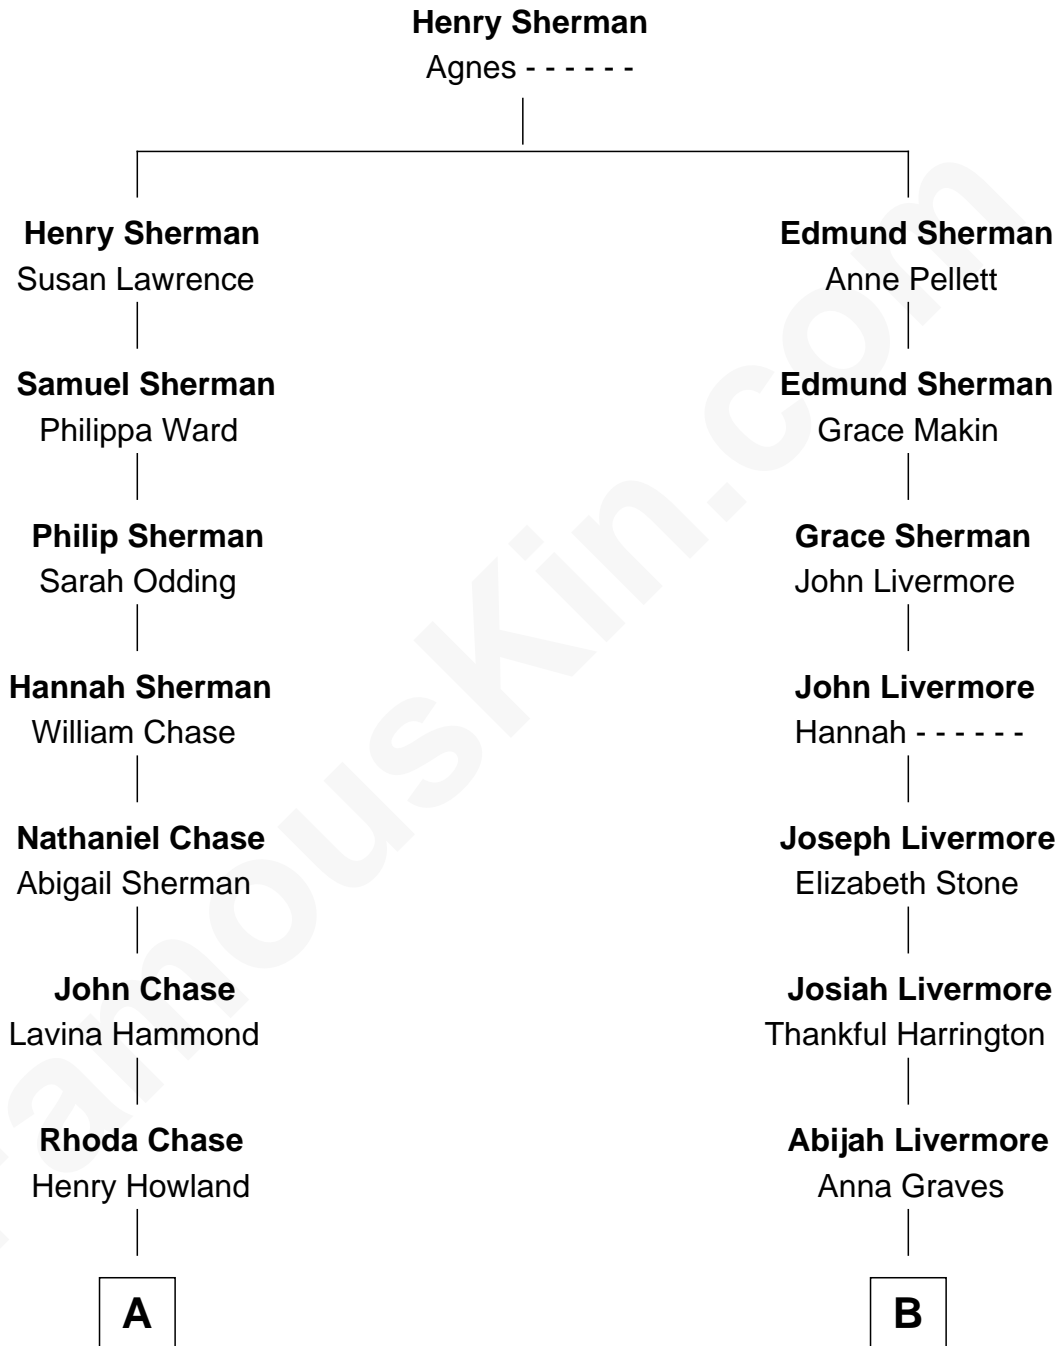 Henry Sherman
Agnes - - - - - -
Henry Sherman
Susan Lawrence
Edmund Sherman
Anne Pellett
Samuel Sherman
Philippa Ward
Edmund Sherman
Grace Makin
Philip Sherman
Sarah Odding
Grace Sherman
John Livermore
Hannah Sherman
William Chase
John Livermore
Hannah - - - - - -
Nathaniel Chase
Abigail Sherman
Joseph Livermore
Elizabeth Stone
John Chase
Lavina Hammond
Josiah Livermore
Thankful Harrington
Rhoda Chase
Henry Howland
Abijah Livermore
Anna Graves
A
B
FamousKin.com